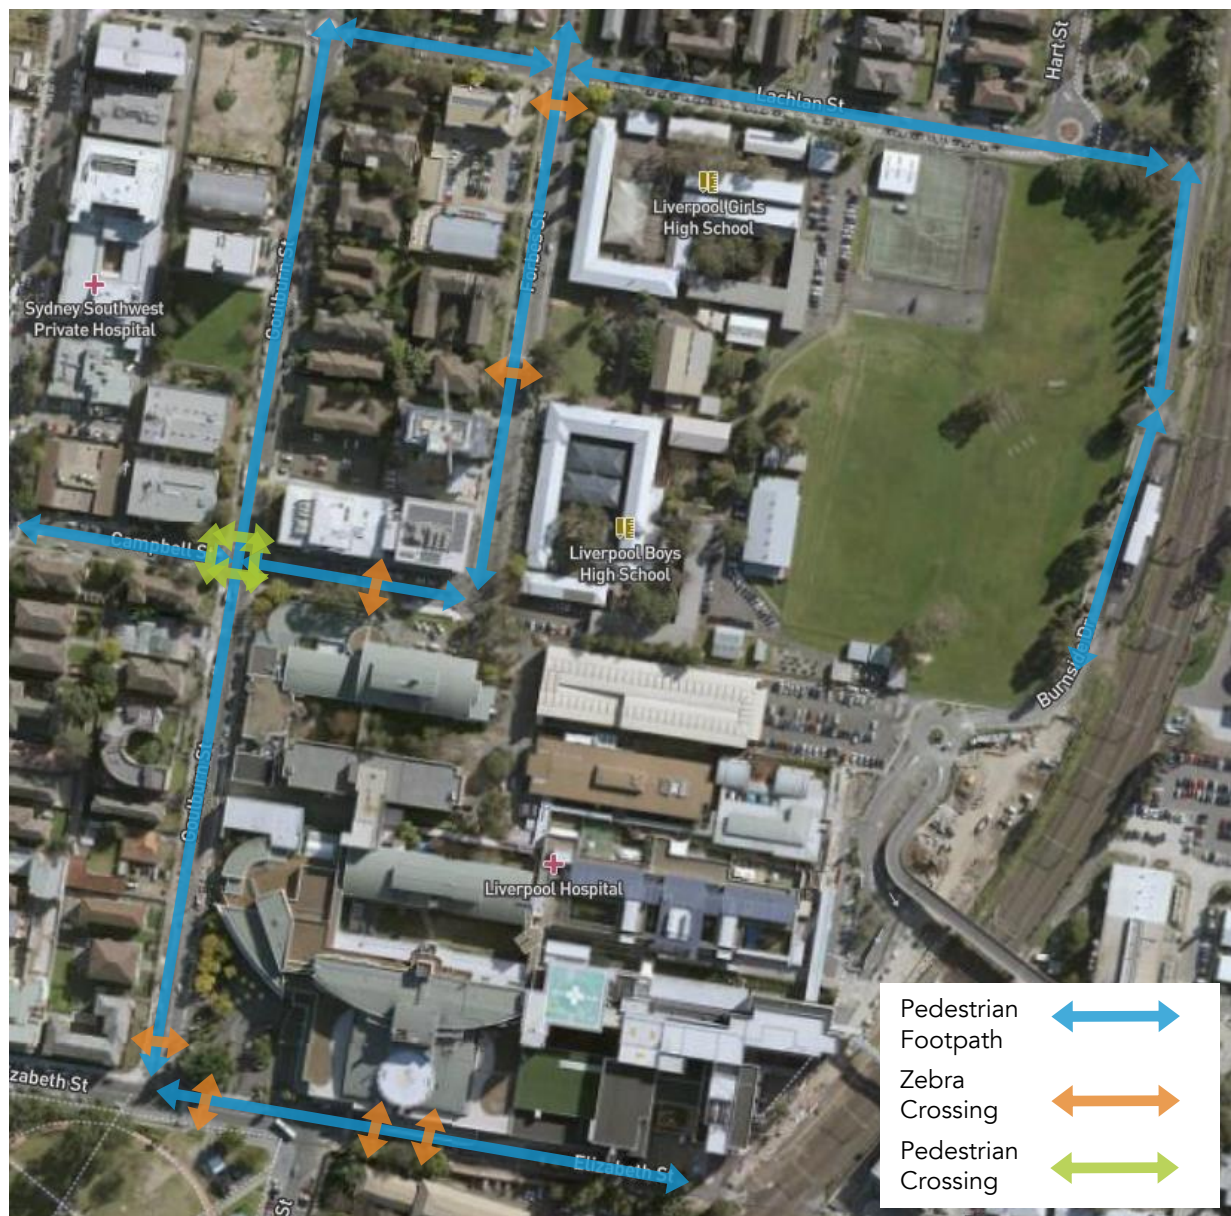 Hart St
Lachlan St
Liverpool Girls
High School
Forbes St
Goulburn St
Sydney Southwest
Private Hospital
Campbell S
Liverpool Boys
High School
Burnside Dr
Goulburn St
Liverpool Hospital
zabeth St
Elizabeth St
St
Pedestrian
Footpath
Zebra
Crossing
Pedestrian
Crossing